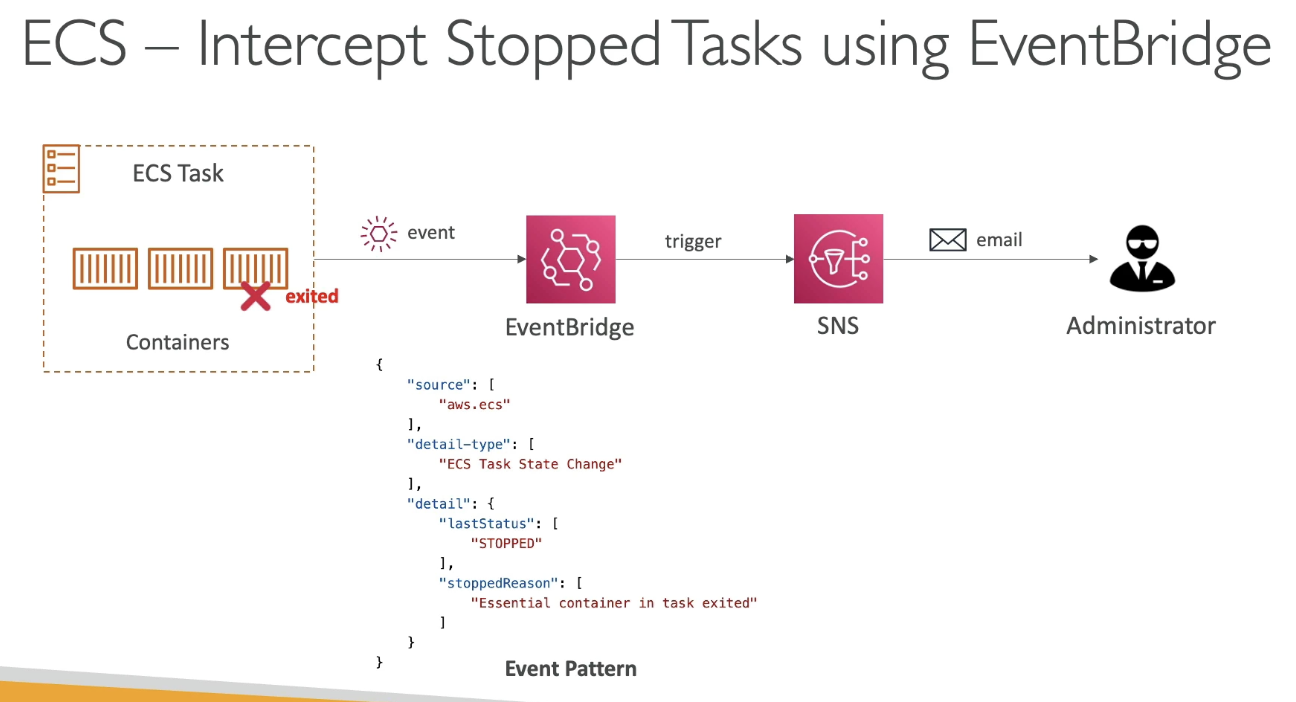 ECS – Intercept Stopped Tasks using EventBridge
ECS Task
exited
Containers
event
EventBridge
trigger
SNS
email
Administrator
{
    "source": [
        "aws.ecs"
    ],
    "detail-type": [
        "ECS Task State Change"
    ],
    "detail": {
        "lastStatus": [
            "STOPPED"
        ],
        "stoppedReason": [
            "Essential container in task exited"
        ]
    }
}
Event Pattern